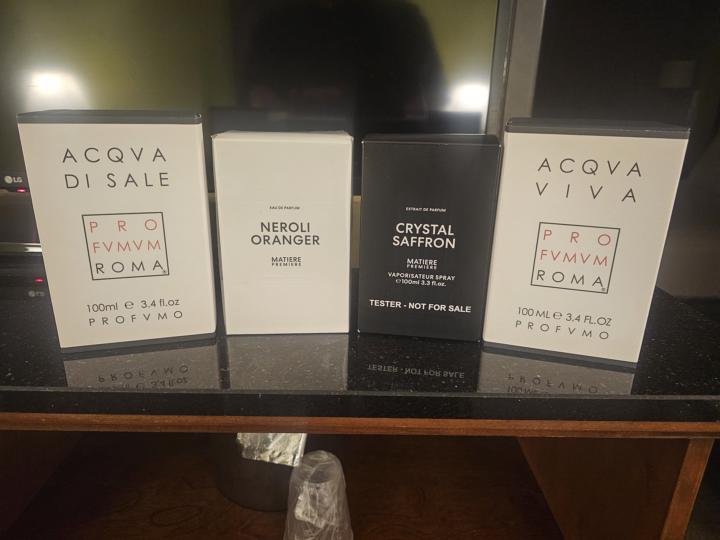 ACQVA
DI SALE
PRO
FVMVM
ROMA
100ml e 3.4 fl.oz
PROFVMO
EAU DE PARFUM
NEROLI
ORANGER
MATIERE
PREMIERE
EXTRAIT DE PARFUM
CRYSTAL
SAFFRON
MATIERE
PREMIERE
VAPORISATEUR SPRAY
e100ml 3.3 fl.oz.
TESTER - NOT FOR SALE
ACQVA
VIVA
PRO
FVMVM
ROMA
100 ML e 3.4 FL.OZ
PROFVMO
LG